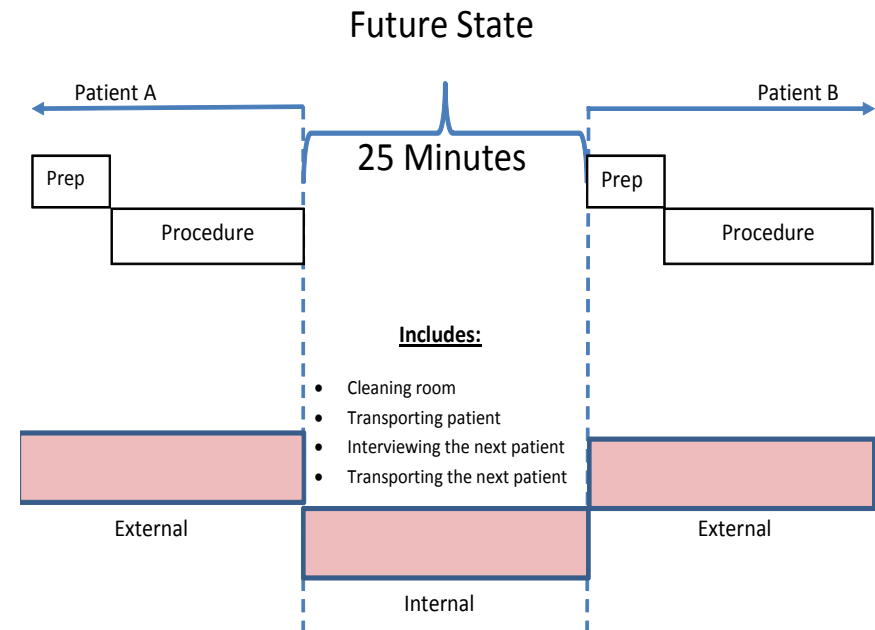 Future State
Patient A
Patient B
25 Minutes
Prep
Prep
Procedure
Procedure
Includes:
• Cleaning room
• Transporting patient
• Interviewing the next patient
• Transporting the next patient
External
External
Internal